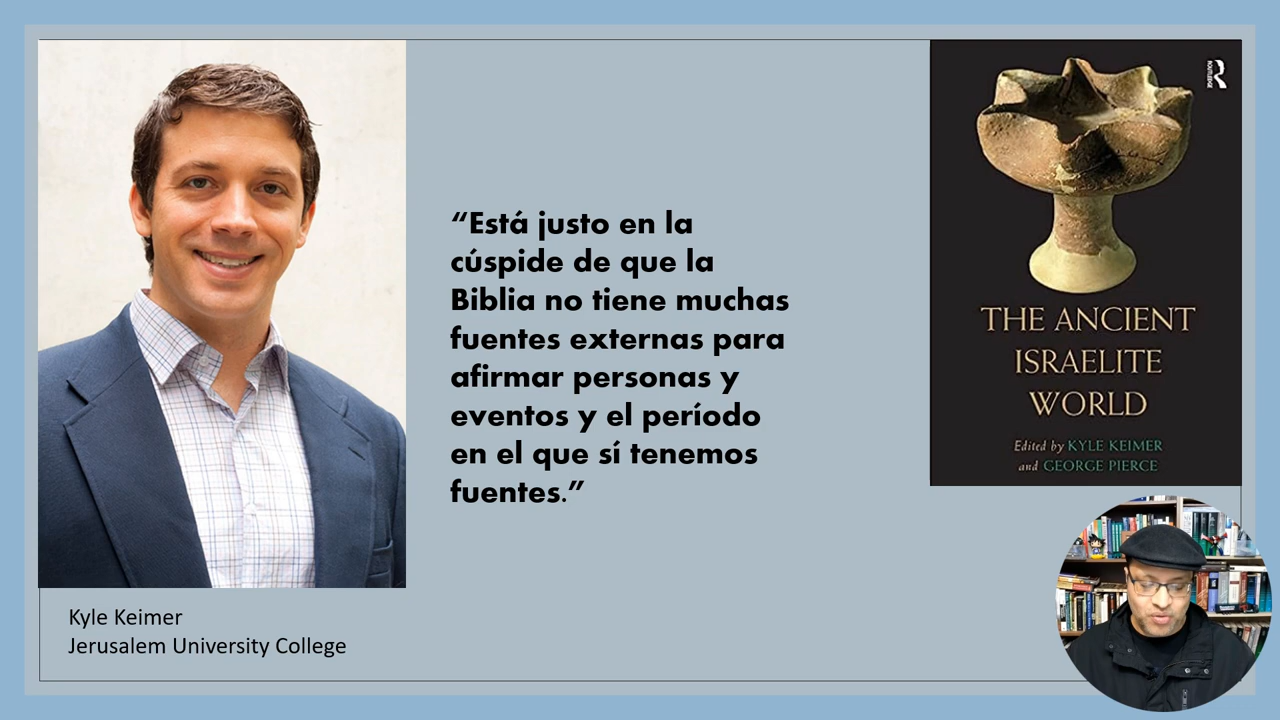 “Está justo en la
cúspide de que la
Biblia no tiene muchas
fuentes externas para
afirmar personas y
eventos y el período
en el que sí tenemos
fuentes.”
Kyle Keimer
Jerusalem University College
ROUTLEDGE
THE ANCIENT
ISRAELITE
WORLD
Edited by KYLE KEIMER
and GEORGE PIERCE